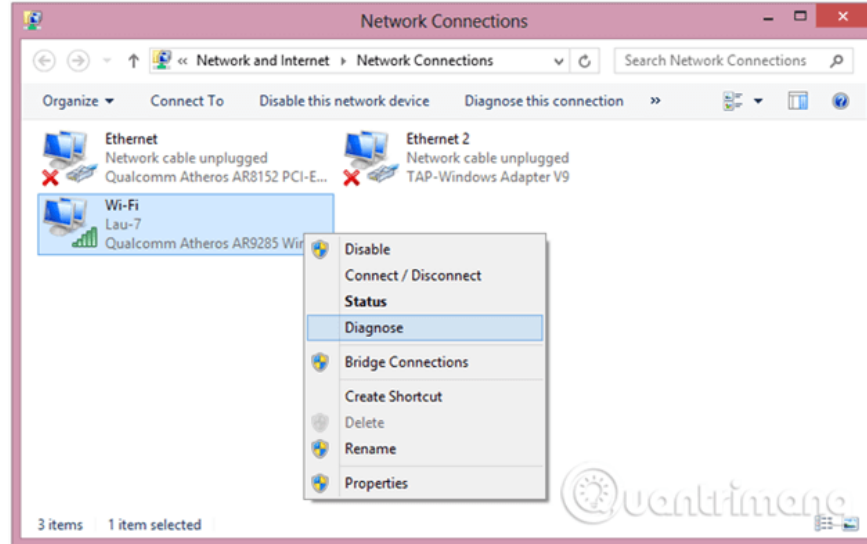 Network Connections
« Network and Internet Network Connections
Search Network Connections
Organize Connect To Disable this network device Diagnose this connection »
Ethernet
Network cable unplugged
Qualcomm Atheros AR8152 PCI-E...
Ethernet 2
Network cable unplugged
TAP-Windows Adapter V9
Wi-Fi
Lau-7
Qualcomm Atheros AR9285 Wir
Disable
Connect / Disconnect
Status
Diagnose
Bridge Connections
Create Shortcut
Delete
Rename
Properties
Quantrimang
3 items 1 item selected